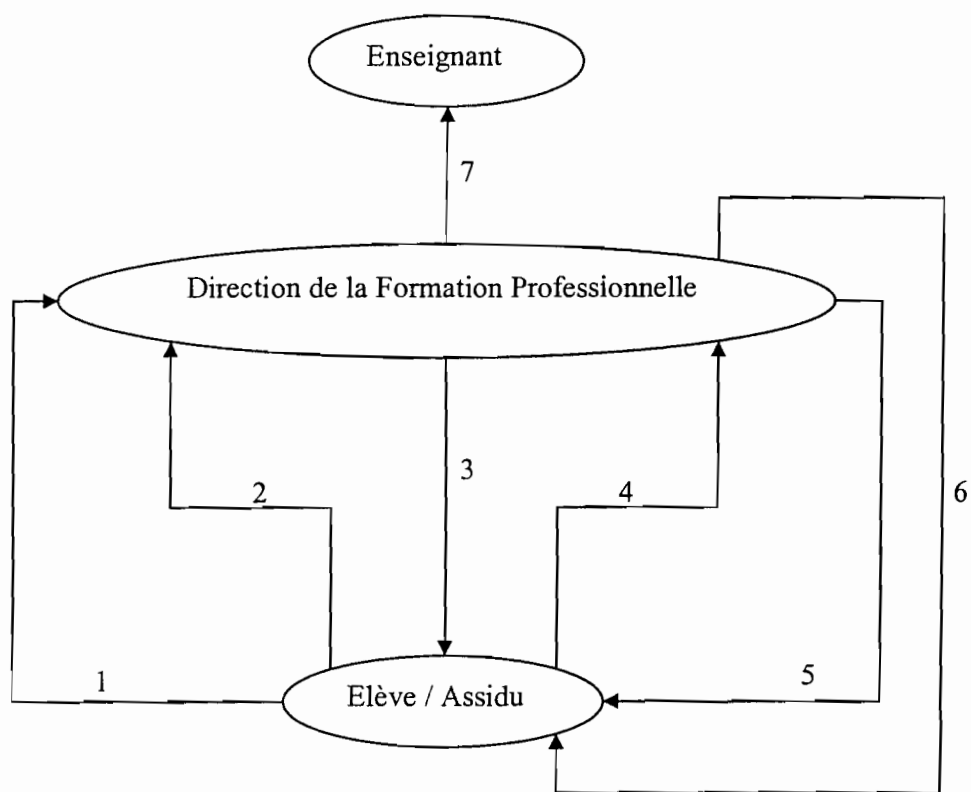 Enseignant
7
Direction de la Formation Professionnelle
3
2
4
6
1
Elève / Assidu
5